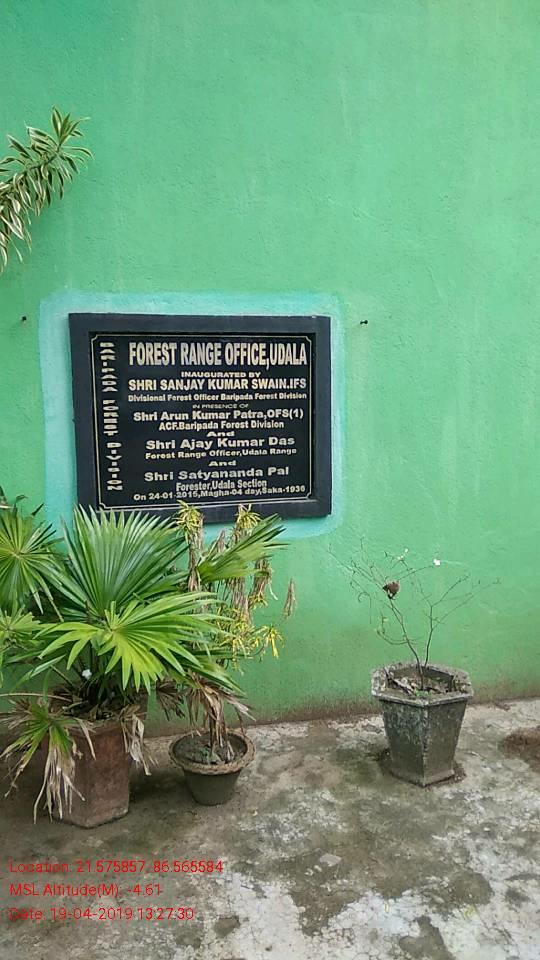 BARIPADA FOREST DIVISION
FOREST RANGE OFFICE,UDALA
INAUGURATED BY
SHRI SANJAY KUMAR SWAIN.IFS
Divisional Forest Officer Baripada Forest Division
IN PRESENCE OF
Shri Arun Kumar Patra,OFS(1)
ACF.Baripada Forest Division
And
Shri Ajay Kumar Das
Forest Range Officer,Udala Range
And
Shri Satyananda Pal
Forester,Udala Section
On 24-01-2015,Magha-04 day,Saka-1936
Location: 21.575857, 86.565584
MSL Altitude(M): -4.61
Date: 19-04-2019 13:27:30